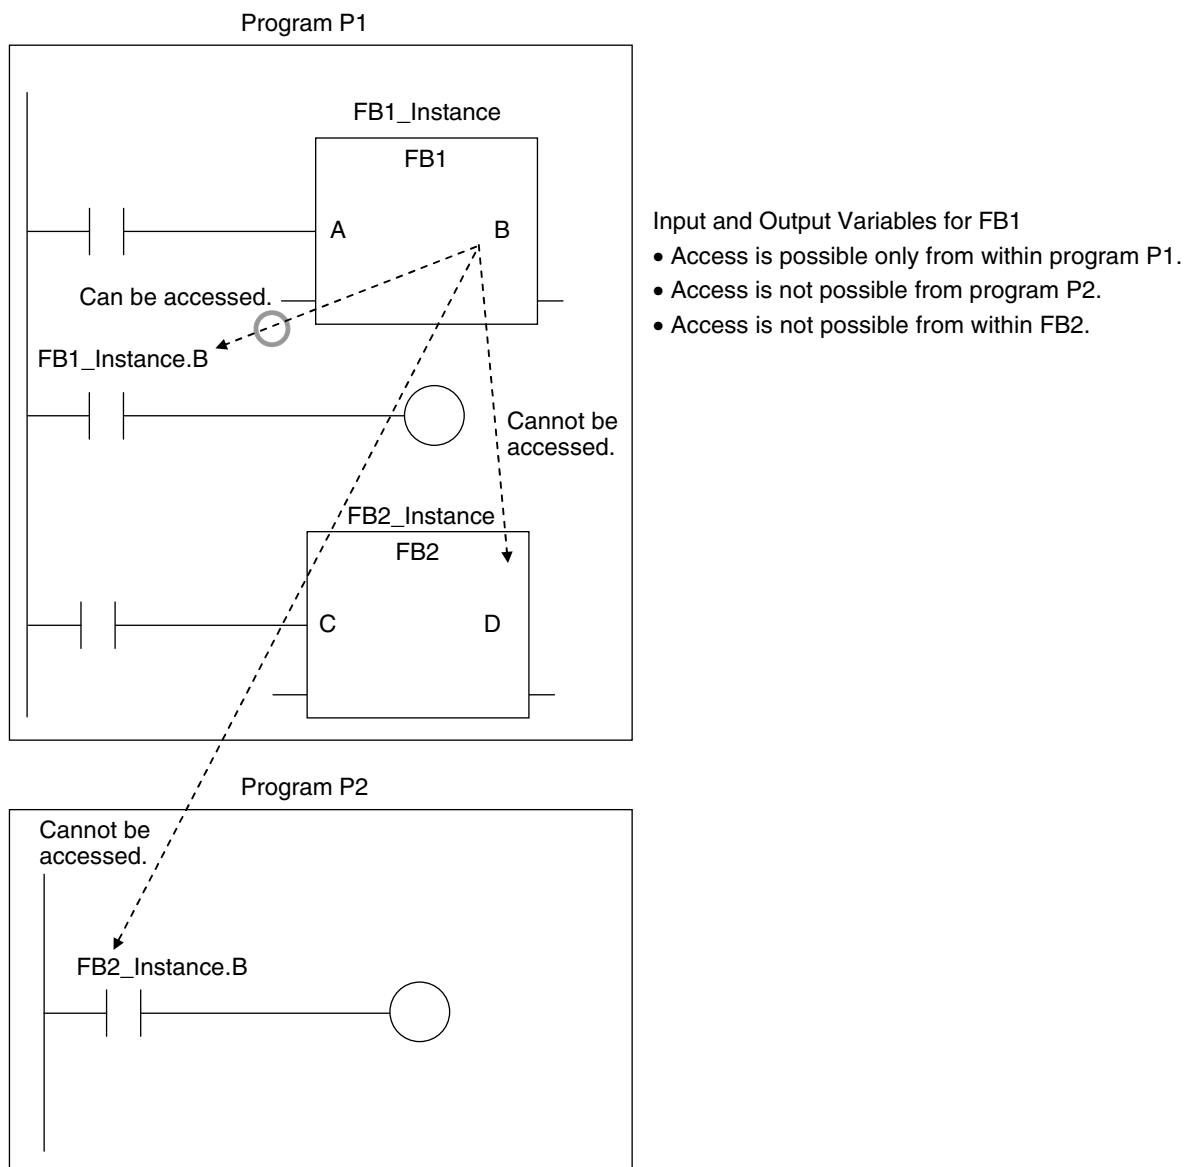 Program P1
FB1_Instance
FB1
A
B
Input and Output Variables for FB1
• Access is possible only from within program P1.
• Access is not possible from program P2.
• Access is not possible from within FB2.
Can be accessed.
FB1_Instance.B
Cannot be
accessed.
FB2_Instance
FB2
C
D
Program P2
Cannot be
accessed.
FB2_Instance.B